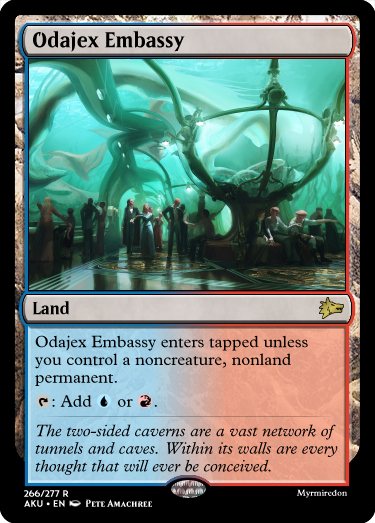 Odajex Embassy
Land
Odajex Embassy enters tapped unless
you control a noncreature, nonland
permanent.
: Add or .
The two-sided caverns are a vast network of
tunnels and caves. Within its walls are every
thought that will ever be conceived.
266/277 R
Myrmiredon
AKU • EN Pete Amachree